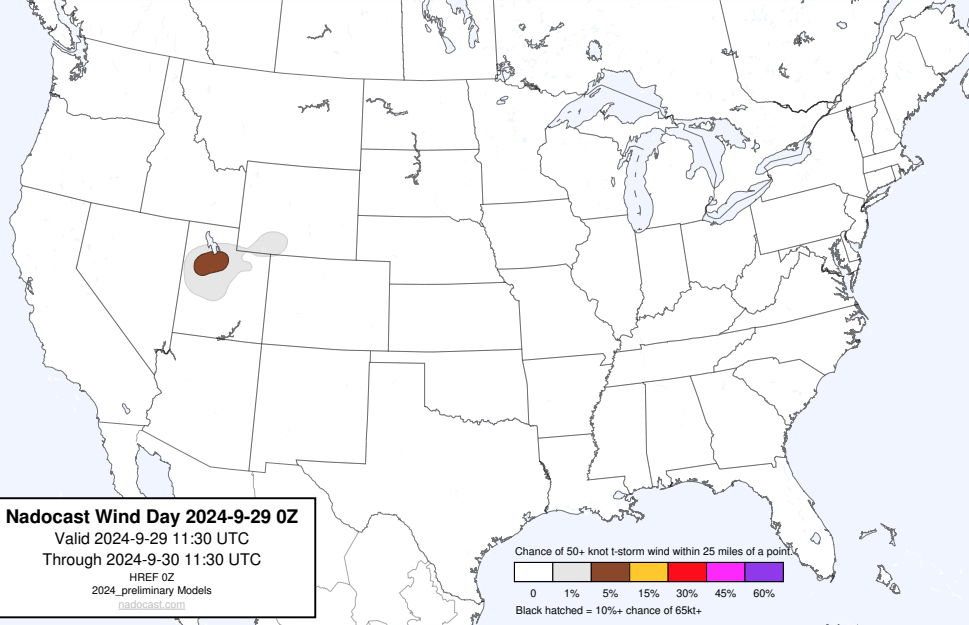 Nadocast Wind Day 2024-9-29 0Z
Valid 2024-9-29 11:30 UTC
Through 2024-9-30 11:30 UTC
HREF 0Z
2024_preliminary Models
nadocast.com
Chance of 50+ knot t-storm wind within 25 miles of a point.
0 1% 5% 15% 30% 45% 60%
Black hatched = 10%+ chance of 65kt+